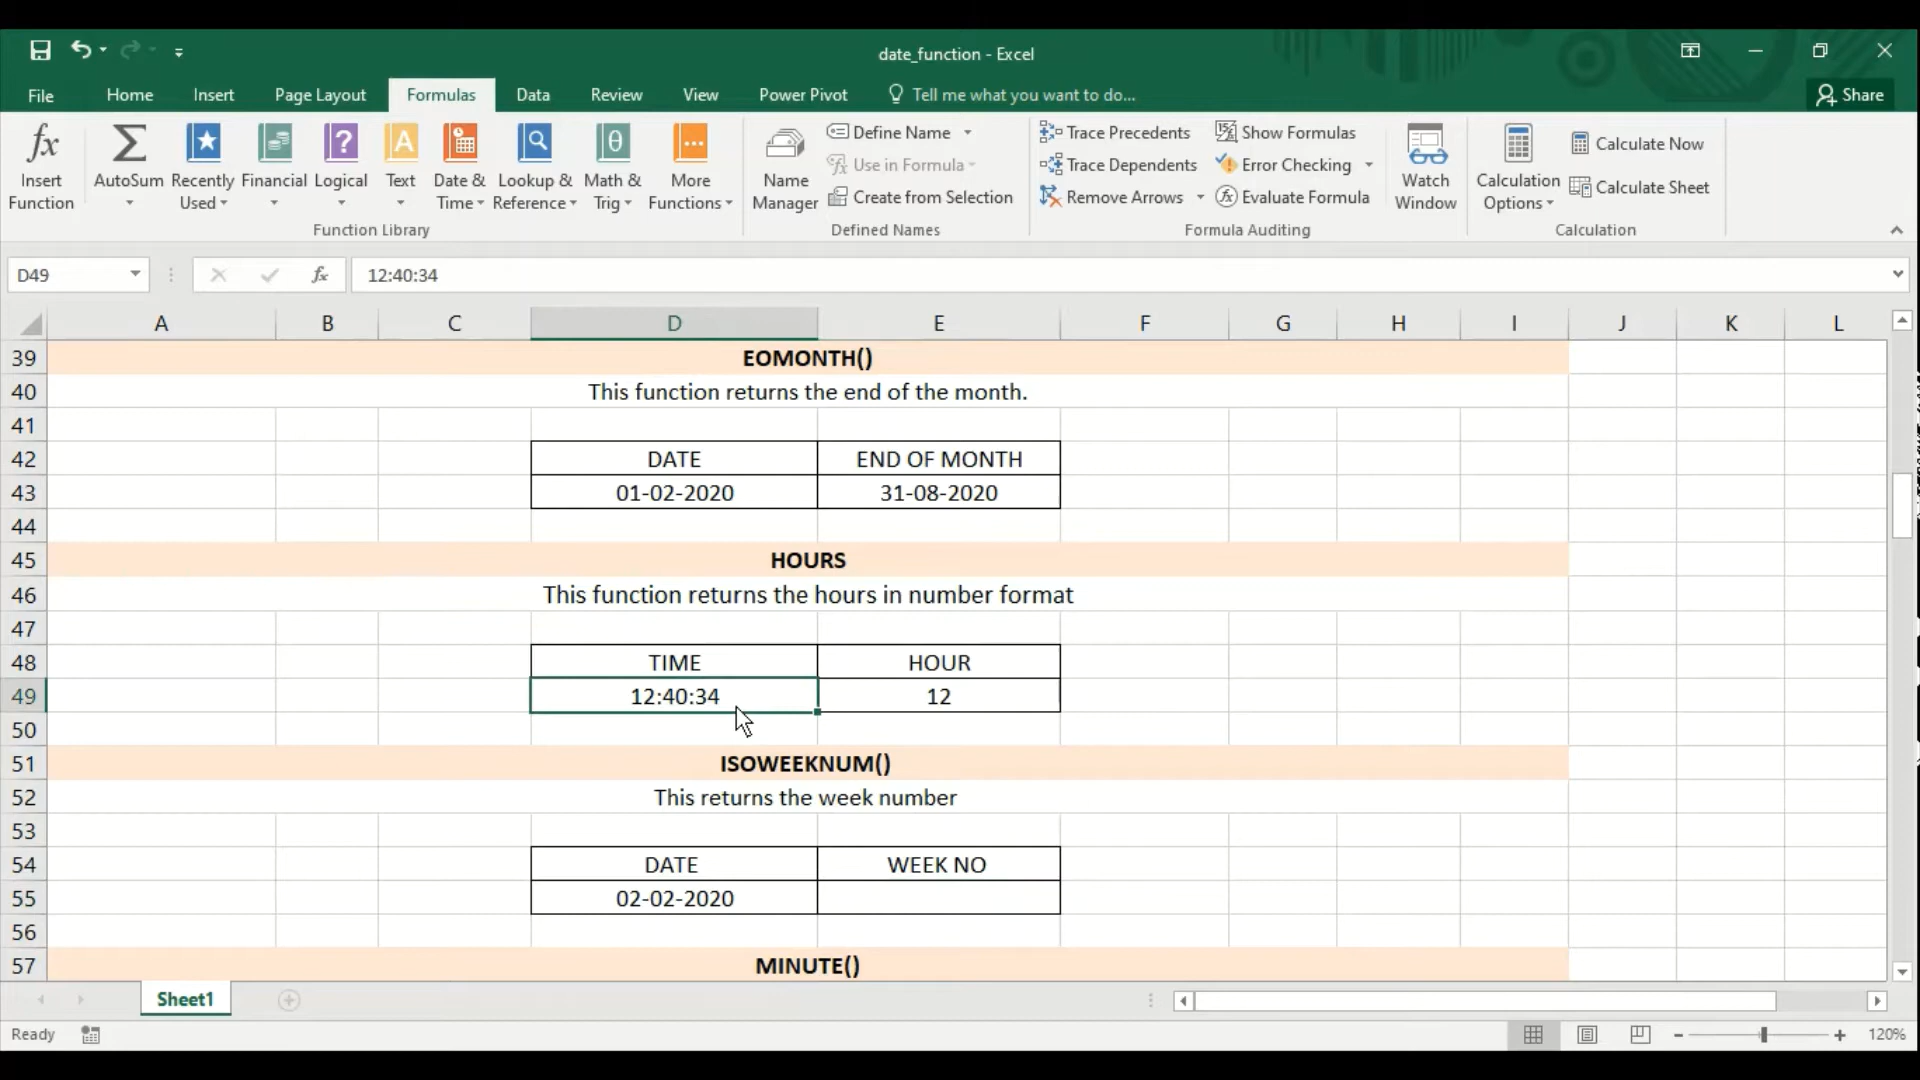 date_function - Excel
File Home Insert Page Layout Formulas Data Review View Power Pivot Tell me what you want to do... Share
fx Σ ? A θ
Insert Function
AutoSum
Recently Used
Financial
Logical
Text
Date & Time
Lookup & Reference
Math & Trig
More Functions
Function Library
Name Manager
Define Name
Use in Formula
Create from Selection
Defined Names
Trace Precedents
Trace Dependents
Remove Arrows
Show Formulas
Error Checking
Evaluate Formula
Formula Auditing
Watch Window
Calculation Options
Calculate Now
Calculate Sheet
Calculation
D49 fx 12:40:34
A B C D E F G H I J K L
39 EOMONTH()
40 This function returns the end of the month.
41
42 DATE END OF MONTH
43 01-02-2020 31-08-2020
44
45 HOURS
46 This function returns the hours in number format
47
48 TIME HOUR
49 12:40:34 12
50
51 ISOWEEKNUM()
52 This returns the week number
53
54 DATE WEEK NO
55 02-02-2020
56
57 MINUTE()
Sheet1
Ready 120%